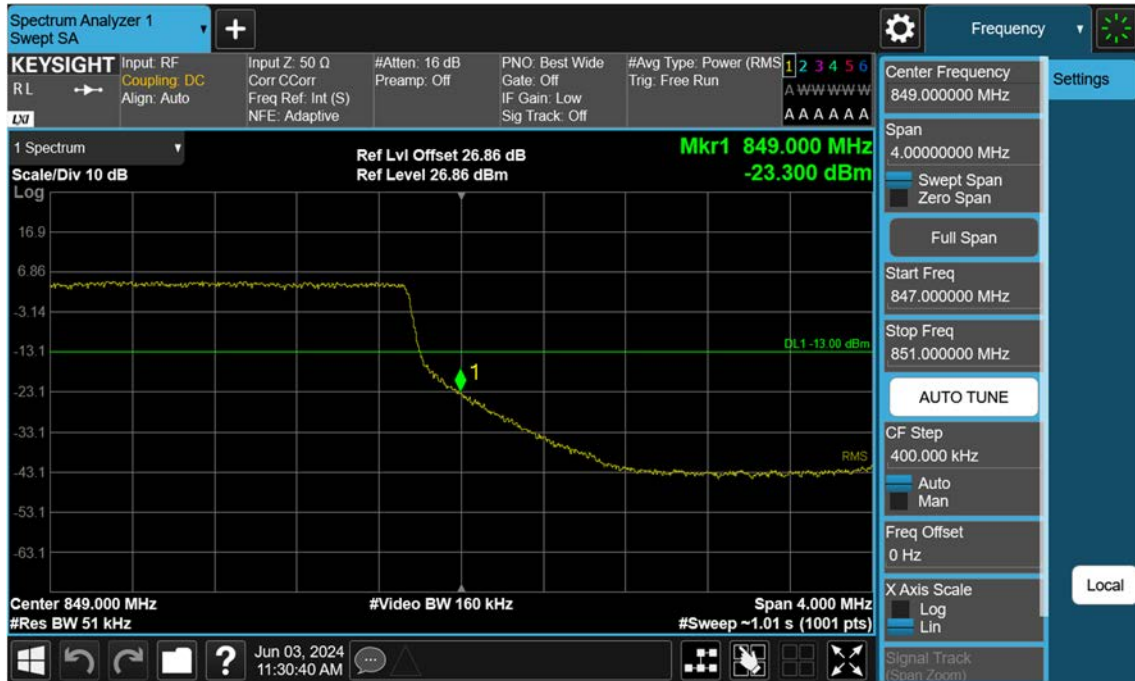 Spectrum Analyzer 1
Swept SA
Frequency
KEYSIGHT
RL
LXI
Input: RF
Coupling: DC
Align: Auto
Input Z: 50 Ω
Corr CCorr
Freq Ref: Int (S)
NFE: Adaptive
#Atten: 16 dB
Preamp: Off
PNO: Best Wide
Gate: Off
IF Gain: Low
Sig Track: Off
#Avg Type: Power (RMS
Trig: Free Run
1 2 3 4 5 6
A W W W W W
A A A A A A
1 Spectrum
Scale/Div 10 dB
Ref Lvl Offset 26.86 dB
Ref Level 26.86 dBm
Mkr1 849.000 MHz
-23.300 dBm
Log
16.9
6.86
-3.14
-13.1
-23.1
-33.1
-43.1
-53.1
-63.1
DL1 -13.00 dBm
1
RMS
Center 849.000 MHz
#Video BW 160 kHz
Span 4.000 MHz
#Res BW 51 kHz
#Sweep ~1.01 s (1001 pts)
Center Frequency
849.000000 MHz
Span
4.00000000 MHz
Swept Span
Zero Span
Full Span
Start Freq
847.000000 MHz
Stop Freq
851.000000 MHz
AUTO TUNE
CF Step
400.000 kHz
Auto
Man
Freq Offset
0 Hz
X Axis Scale
Log
Lin
Signal Track
(Span Zoom)
Settings
Local
?
Jun 03, 2024
11:30:40 AM